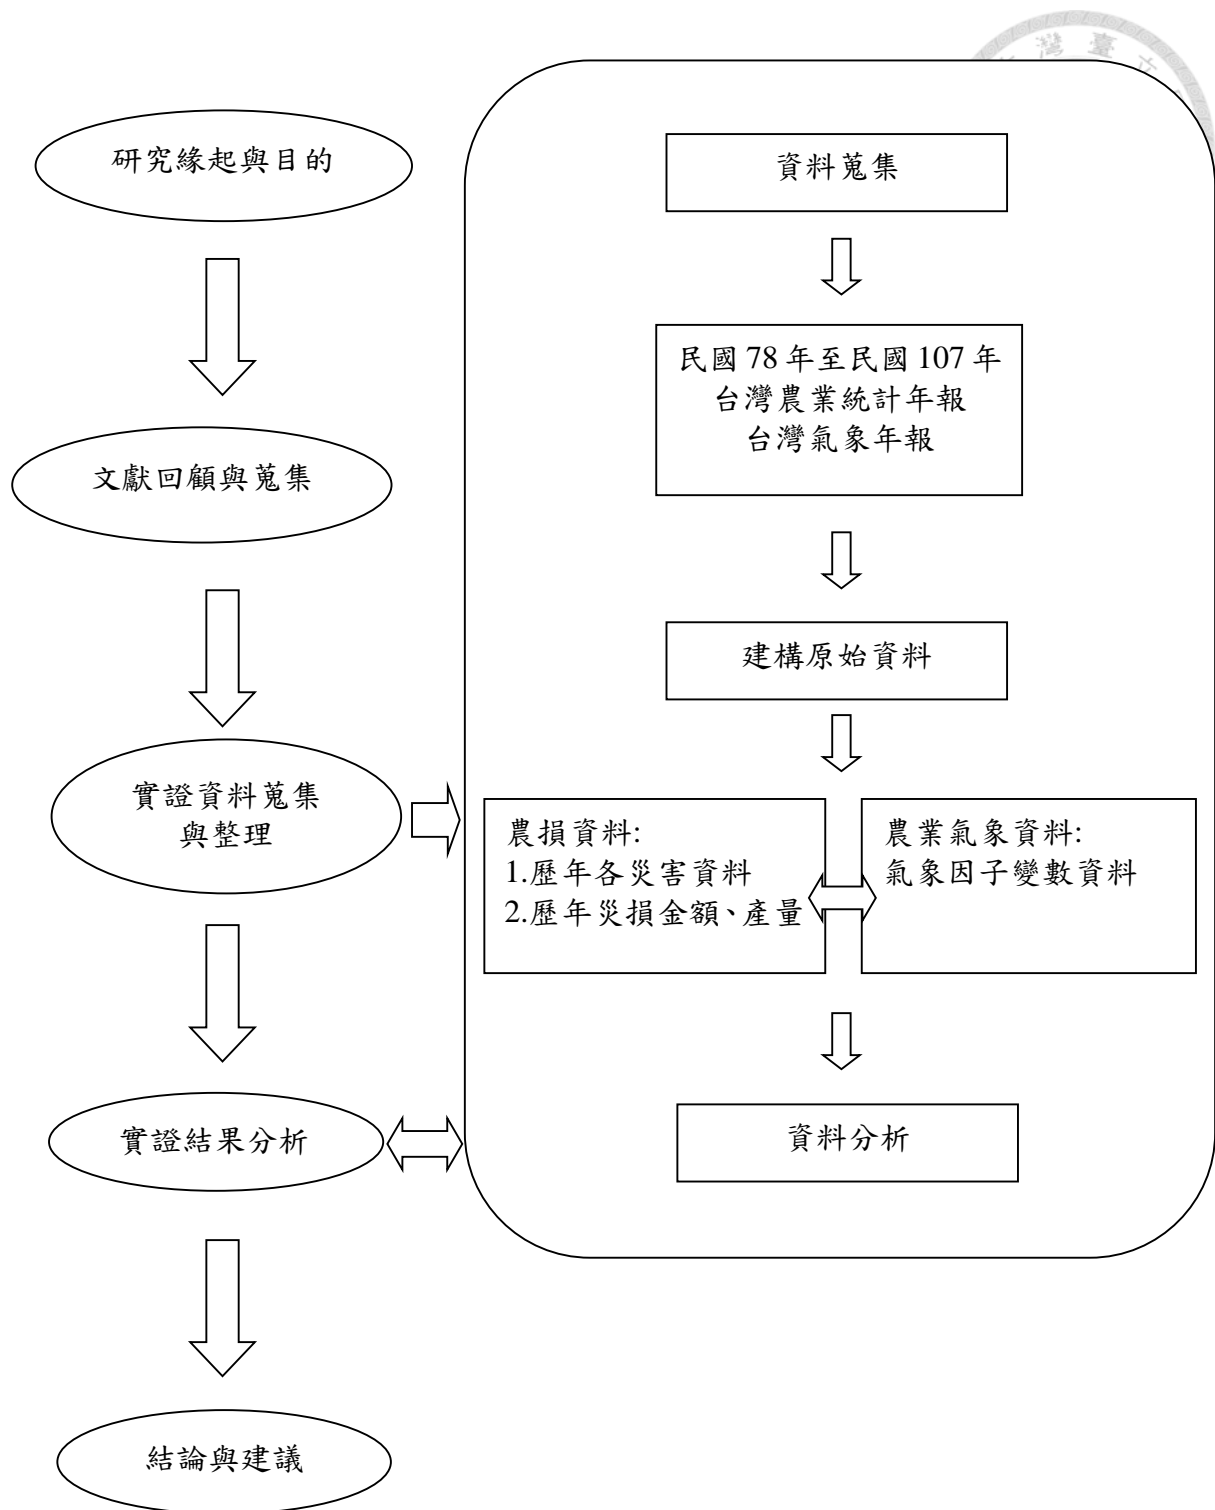 研究緣起與目的
文獻回顧與蒐集
實證資料蒐集
與整理
實證結果分析
結論與建議
資料蒐集
民國 78 年至民國 107 年
台灣農業統計年報
台灣氣象年報
建構原始資料
農損資料:
1.歷年各災害資料
2.歷年災損金額、產量
農業氣象資料:
氣象因子變數資料
資料分析
灣臺